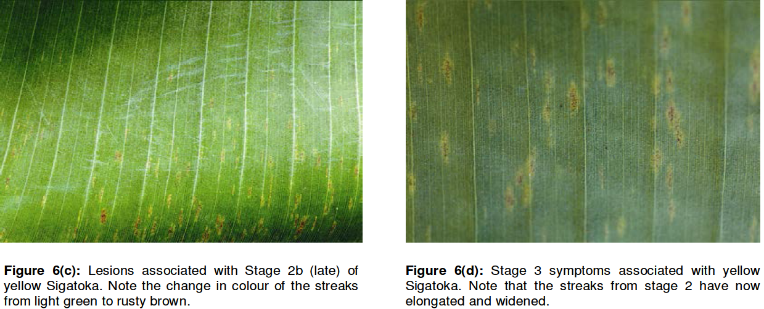 Figure 6(c): Lesions associated with Stage 2b (late) of
yellow Sigatoka. Note the change in colour of the streaks
from light green to rusty brown.
Figure 6(d): Stage 3 symptoms associated with yellow
Sigatoka. Note that the streaks from stage 2 have now
elongated and widened.